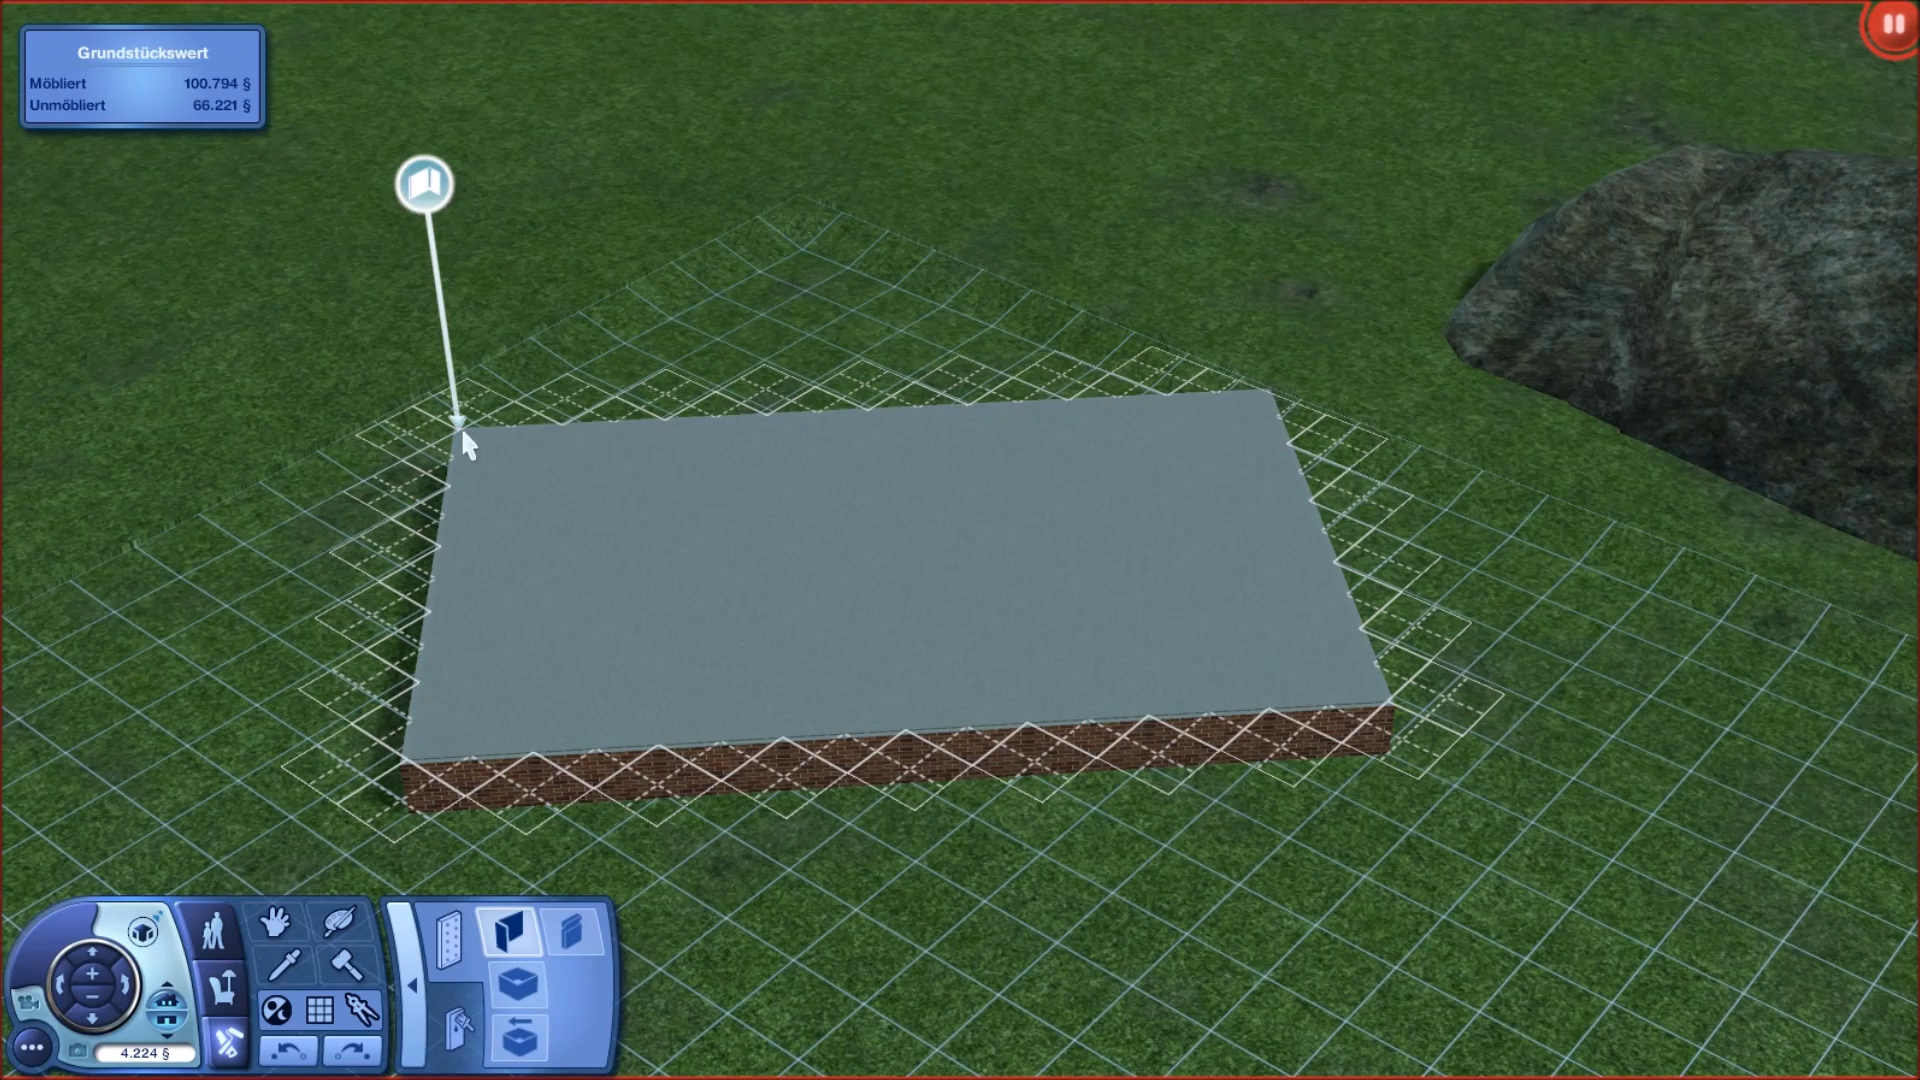 Grundstückswert
Möbliert 100.794 §
Unmöbliert 66.221 §
4.224 §